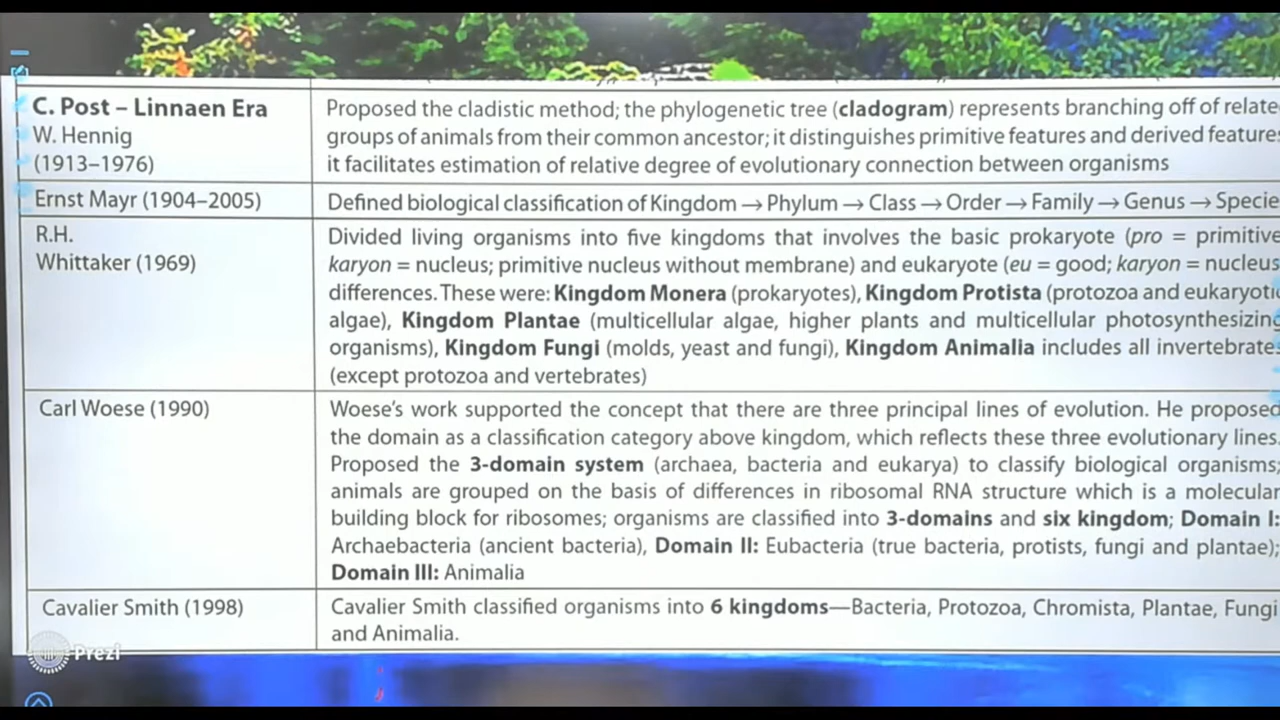 C. Post – Linnaen Era
W. Hennig
(1913–1976)
Proposed the cladistic method; the phylogenetic tree (cladogram) represents branching off of relate
groups of animals from their common ancestor; it distinguishes primitive features and derived feature
it facilitates estimation of relative degree of evolutionary connection between organisms
Ernst Mayr (1904–2005)
Defined biological classification of Kingdom → Phylum → Class → Order → Family → Genus → Specie
R.H.
Whittaker (1969)
Divided living organisms into five kingdoms that involves the basic prokaryote (pro = primitive
karyon = nucleus; primitive nucleus without membrane) and eukaryote (eu = good; karyon = nucleus
differences. These were: Kingdom Monera (prokaryotes), Kingdom Protista (protozoa and eukaryoti
algae), Kingdom Plantae (multicellular algae, higher plants and multicellular photosynthesizin
organisms), Kingdom Fungi (molds, yeast and fungi), Kingdom Animalia includes all invertebrate
(except protozoa and vertebrates)
Carl Woese (1990)
Woese's work supported the concept that there are three principal lines of evolution. He proposed
the domain as a classification category above kingdom, which reflects these three evolutionary lines.
Proposed the 3-domain system (archaea, bacteria and eukarya) to classify biological organisms;
animals are grouped on the basis of differences in ribosomal RNA structure which is a molecular
building block for ribosomes; organisms are classified into 3-domains and six kingdom; Domain I:
Archaebacteria (ancient bacteria), Domain II: Eubacteria (true bacteria, protists, fungi and plantae);
Domain III: Animalia
Cavalier Smith (1998)
Cavalier Smith classified organisms into 6 kingdoms—Bacteria, Protozoa, Chromista, Plantae, Fungi
and Animalia.
Prezi